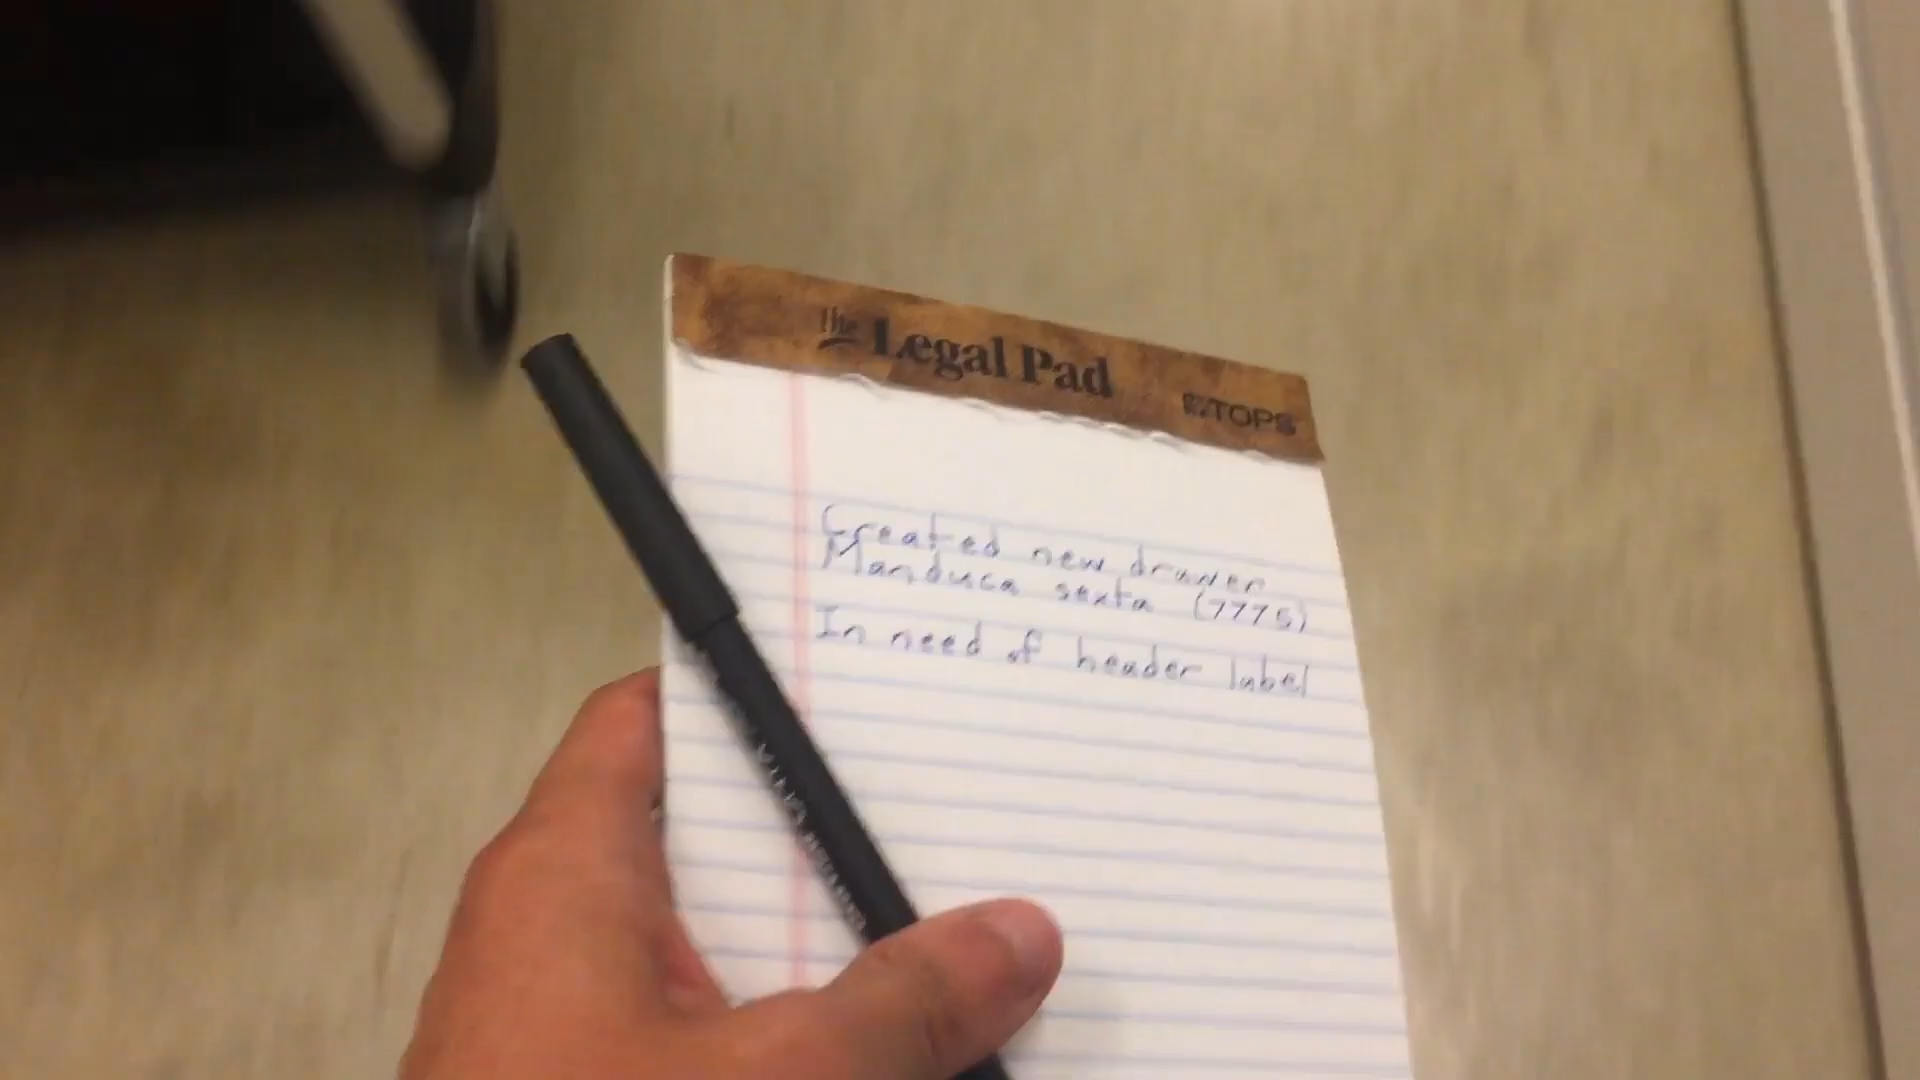 the Legal Pad TOPS
Created new drawer
Manduca sexta (7775)
In need of header label